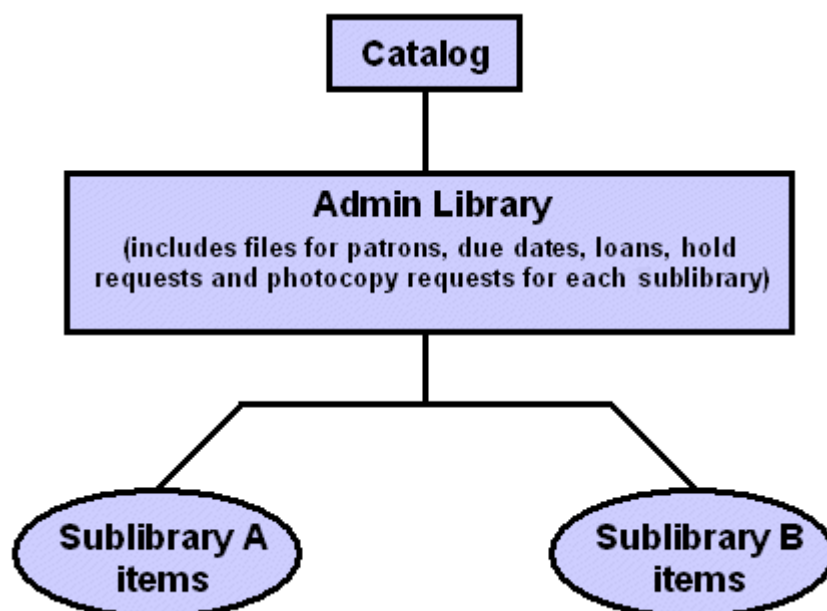 Catalog
Admin Library
(includes files for patrons, due dates, loans, hold
requests and photocopy requests for each sublibrary)
Sublibrary A
items
Sublibrary B
items